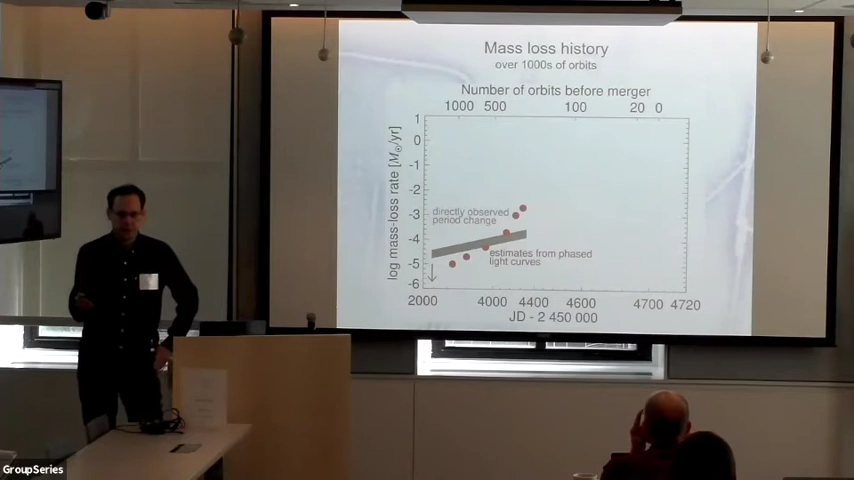 Mass loss history
over 1000s of orbits
Number of orbits before merger
1000 500 100 20 0
log mass-loss rate [M⊙/yr]
1
0
-1
-2
-3
-4
-5
-6
directly observed
period change
estimates from phased
light curves
2000 4000 4400 4600 4700 4720
JD - 2 450 000
GroupSeries